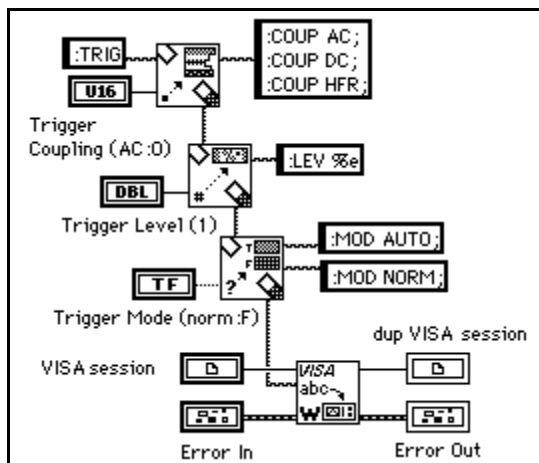 :TRIG
:COUP AC;
:COUP DC;
:COUP HFR;
U16
Trigger
Coupling (AC:0)
:LEV %e
DBL
#
Trigger Level (1)
T
F
:MOD AUTO;
:MOD NORM;
TF
?
Trigger Mode (norm:F)
dup VISA session
VISA session
VISA
abc
W
Error In
Error Out